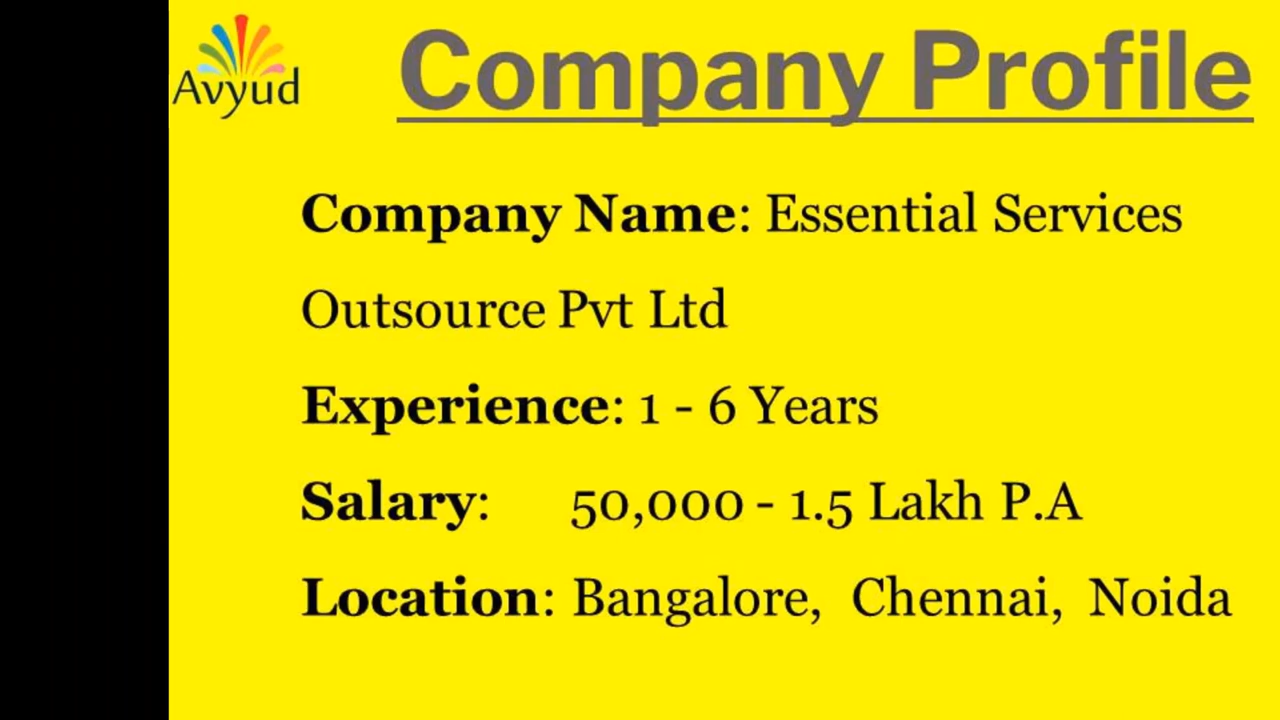 Avyud
Company Profile
Company Name: Essential Services
Outsource Pvt Ltd
Experience: 1 - 6 Years
Salary: 50,000 - 1.5 Lakh P.A
Location: Bangalore, Chennai, Noida